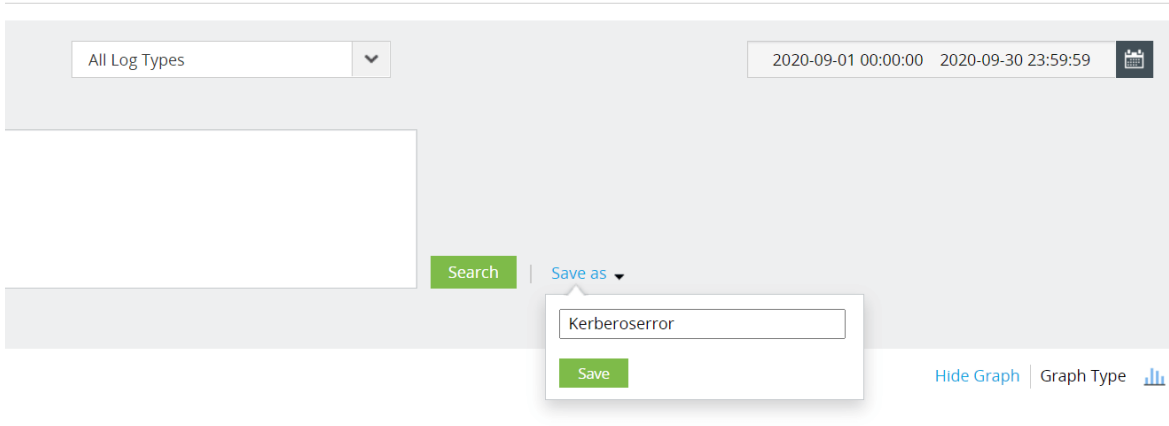 All Log Types
2020-09-01 00:00:00 2020-09-30 23:59:59
Search
Save as
Kerberoserror
Save
Hide Graph
Graph Type